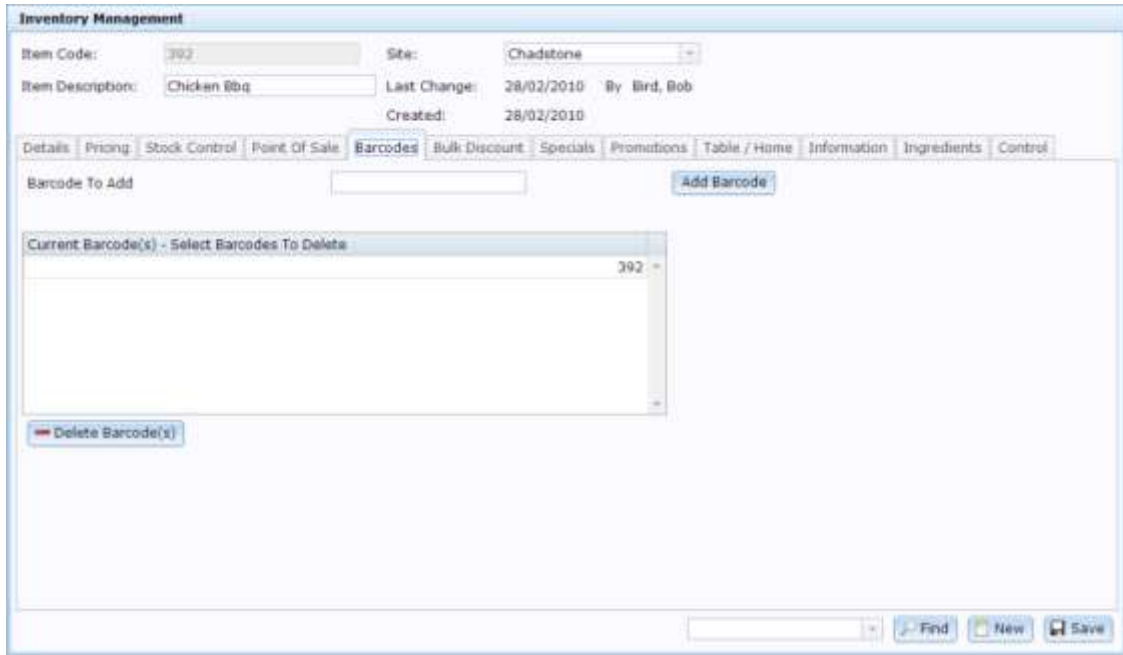 Inventory Management
Item Code: 392 Site: Chadstone
Item Description: Chicken Bbq Last Change: 28/02/2010 By Bird, Bob
Created: 28/02/2010
Details Pricing Stock Control Point Of Sale Barcodes Bulk Discount Specials Promotions Table / Home Information Ingredients Control
Barcode To Add Add Barcode
Current Barcode(s) - Select Barcodes To Delete
392
Delete Barcode(s)
Find New Save